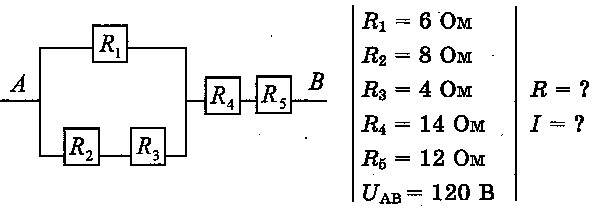 R₁
A
B
R₄
R₅
R₂
R₃
R₁ = 6 Ом
R₂ = 8 Ом
R₃ = 4 Ом
R₄ = 14 Ом
R₅ = 12 Ом
U_AB = 120 В
R = ?
I = ?